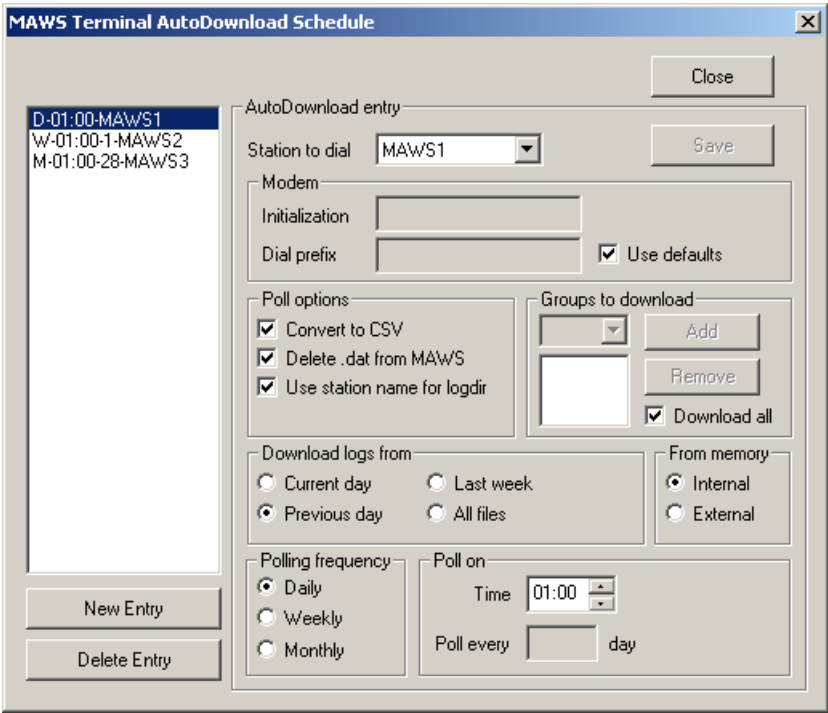 MAWS Terminal AutoDownload Schedule
Close
D-01:00-MAWS1
W-01:00-1-MAWS2
M-01:00-28-MAWS3
AutoDownload entry
Station to dial MAWS1 Save
Modem
Initialization
Dial prefix Use defaults
Poll options
Convert to CSV
Delete .dat from MAWS
Use station name for logdir
Groups to download
Add
Remove
Download all
Download logs from
Current day Last week
Previous day All files
From memory
Internal
External
Polling frequency
Daily
Weekly
Monthly
Poll on
Time 01:00
Poll every day
New Entry
Delete Entry